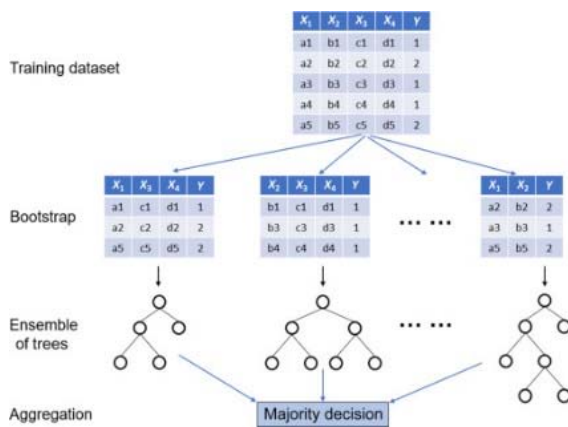 X1 X2 X3 X4 Y
a1 b1 c1 d1 1
a2 b2 c2 d2 2
Training dataset
a3 b3 c3 d3 1
a4 b4 c4 d4 1
a5 b5 c5 d5 2
X1 X3 X4 Y
a1 c1 d1 1
a2 c2 d2 2
a5 c5 d5 2
X2 X3 X4 Y
b1 c1 d1 1
b3 c3 d3 1
b4 c4 d4 1
X1 X2 Y
a2 b2 2
a3 b3 1
a5 b5 2
Bootstrap
... ...
Ensemble
of trees
... ...
Aggregation
Majority decision